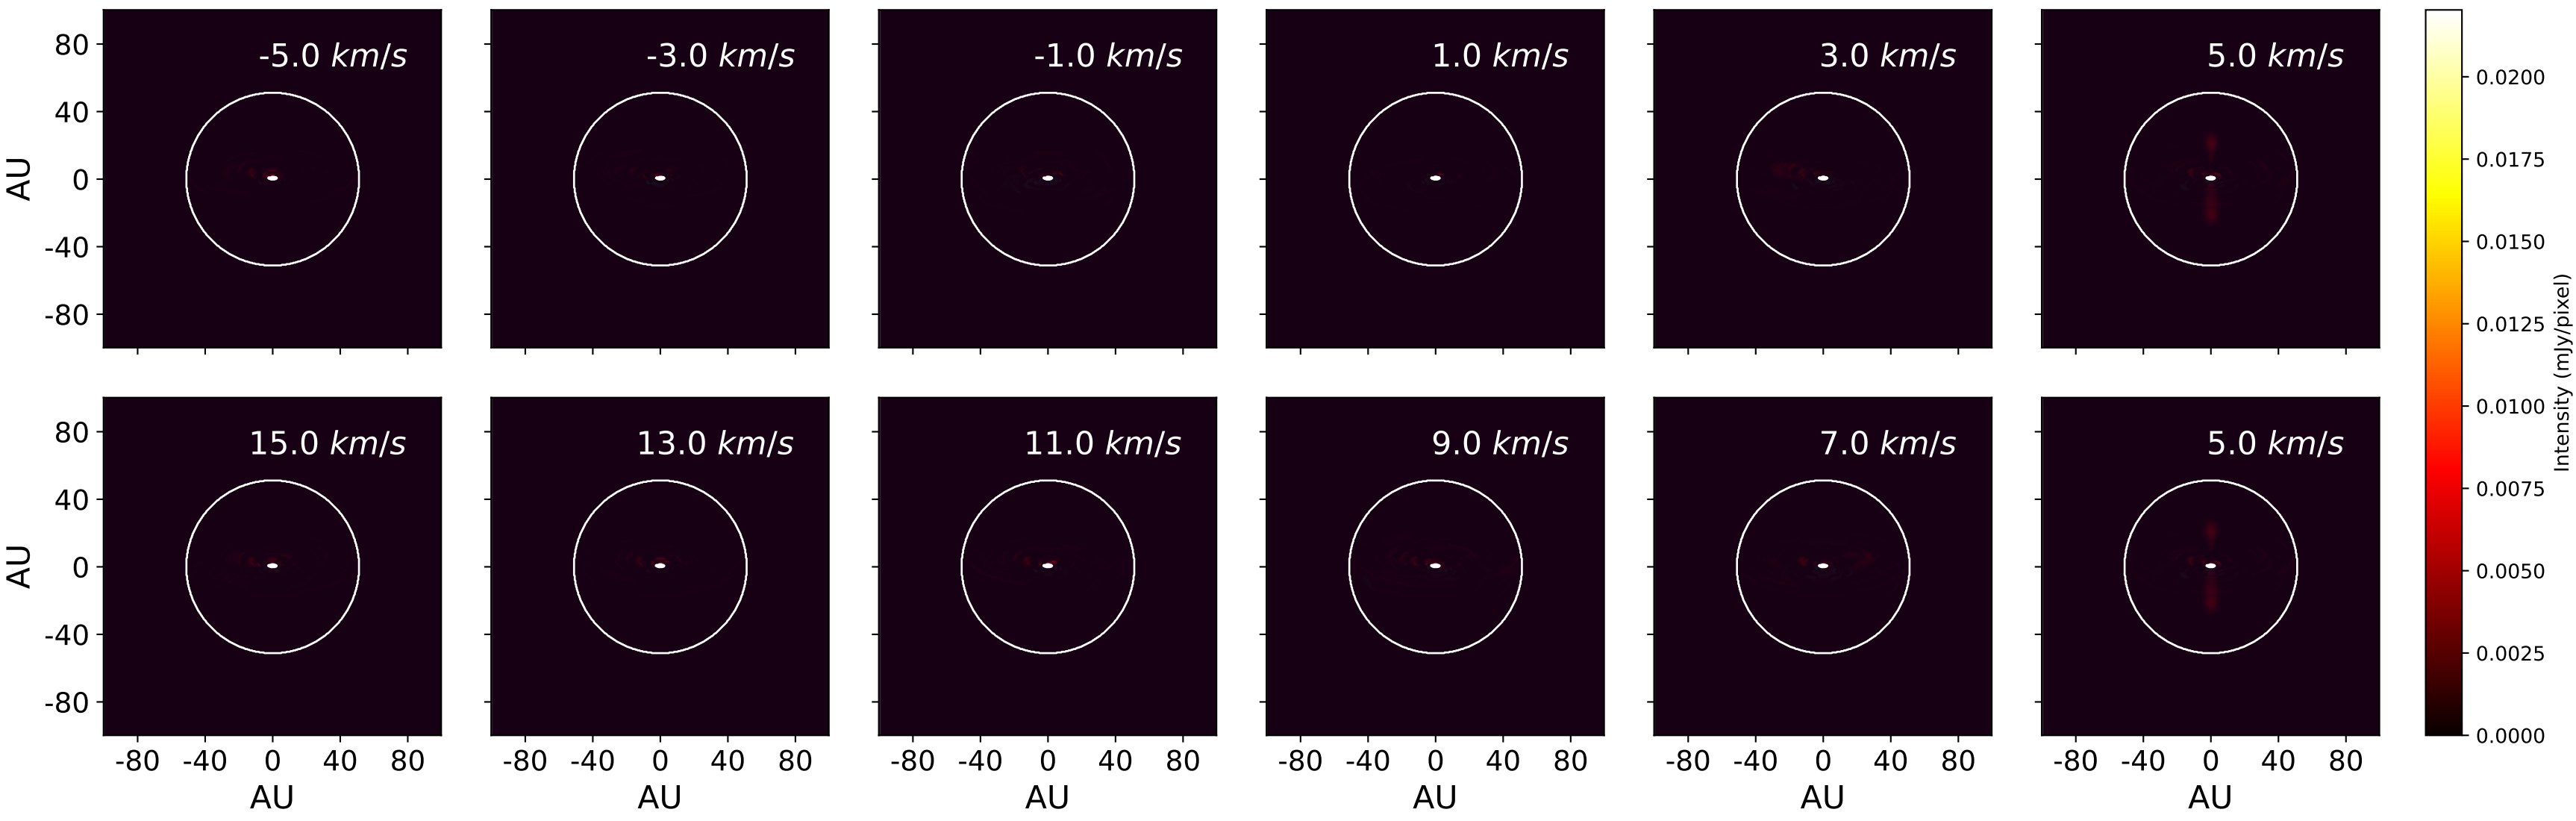 -5.0 km/s
-3.0 km/s
-1.0 km/s
1.0 km/s
3.0 km/s
5.0 km/s
80
40
0
-40
-80
AU
15.0 km/s
13.0 km/s
11.0 km/s
9.0 km/s
7.0 km/s
5.0 km/s
80
40
0
-40
-80
AU
-80 -40 0 40 80
-80 -40 0 40 80
-80 -40 0 40 80
-80 -40 0 40 80
-80 -40 0 40 80
-80 -40 0 40 80
AU
AU
AU
AU
AU
AU
0.0200
0.0175
0.0150
0.0125
0.0100
0.0075
0.0050
0.0025
0.0000
Intensity (mJy/pixel)